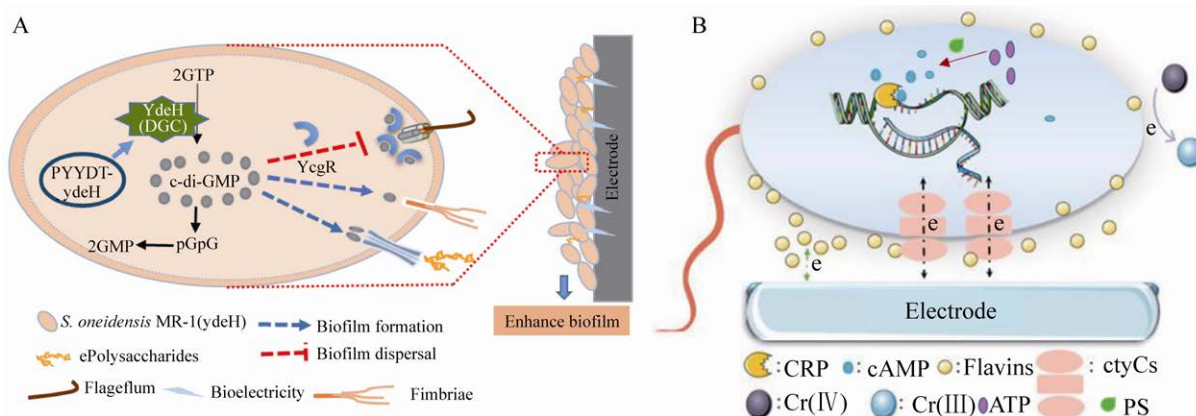 A
2GTP
YdeH
(DGC)
PYYDT-
ydeH
c-di-GMP
YcgR
2GMP
pGpG
Electrode
Enhance biofilm
S. oneidensis MR-1(ydeH)
Biofilm formation
ePolysaccharides
Biofilm dispersal
Flageflum
Bioelectricity
Fimbriae
B
e
e
e
e
Electrode
:CRP
:cAMP
:Flavins
: ctyCs
:Cr(IV)
:Cr(III)
:ATP
: PS